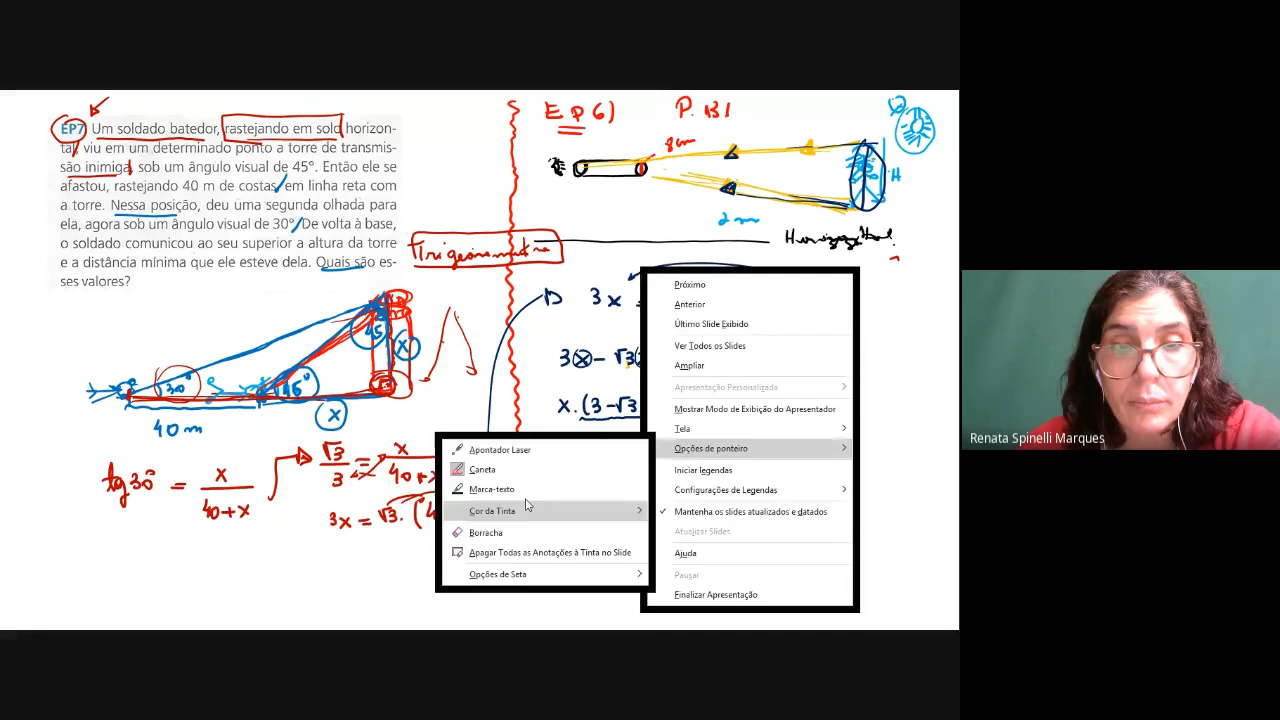 EP7 Um soldado batedor, rastejando em solo horizon-
tal, viu em um determinado ponto a torre de transmis-
são inimiga, sob um ângulo visual de 45°. Então ele se
afastou, rastejando 40 m de costas, em linha reta com
a torre. Nessa posição, deu uma segunda olhada para
ela, agora sob um ângulo visual de 30°. De volta à base,
o soldado comunicou ao seu superior a altura da torre
e a distância mínima que ele esteve dela. Quais são es-
ses valores?
Trigonometria
30°
45°
45
x
x
40 m
tg 30° = x / 40+x
√3/3 = x / 40+x
3x = √3 . (4
E P 6) P. 131
8 cm
H
2 m
Horizontal
3x =
3x - √3
x . (3-√3
Próximo
Anterior
Último Slide Exibido
Ver Todos os Slides
Ampliar
Apresentação Personalizada
Mostrar Modo de Exibição do Apresentador
Tela
Opções de ponteiro
Iniciar legendas
Configurações de Legendas
Mantenha os slides atualizados e datados
Atualizar Slides
Ajuda
Pausar
Finalizar Apresentação
Apontador Laser
Caneta
Marca-texto
Cor da Tinta
Borracha
Apagar Todas as Anotações à Tinta no Slide
Opções de Seta
Renata Spinelli Marques